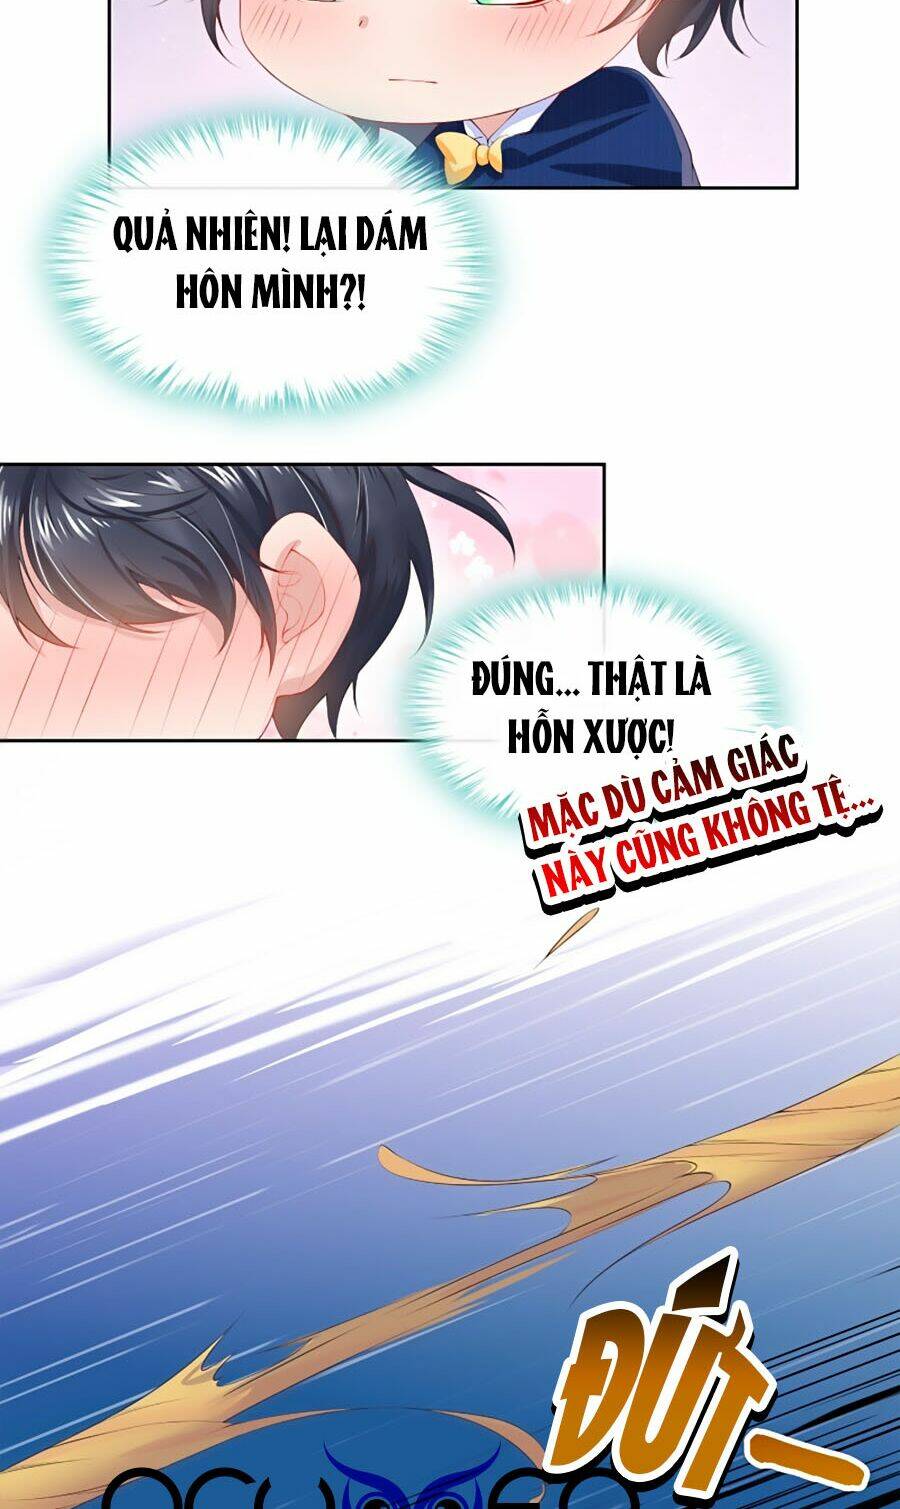 QUẢ NHIÊN! LẠI DÁM
HÔN MÌNH?!
ĐÚNG... THẬT LÀ
HỖN XƯỢC!
MẶC DÙ CẢM GIÁC
NÀY CŨNG KHÔNG TỆ...
ĐỨT—